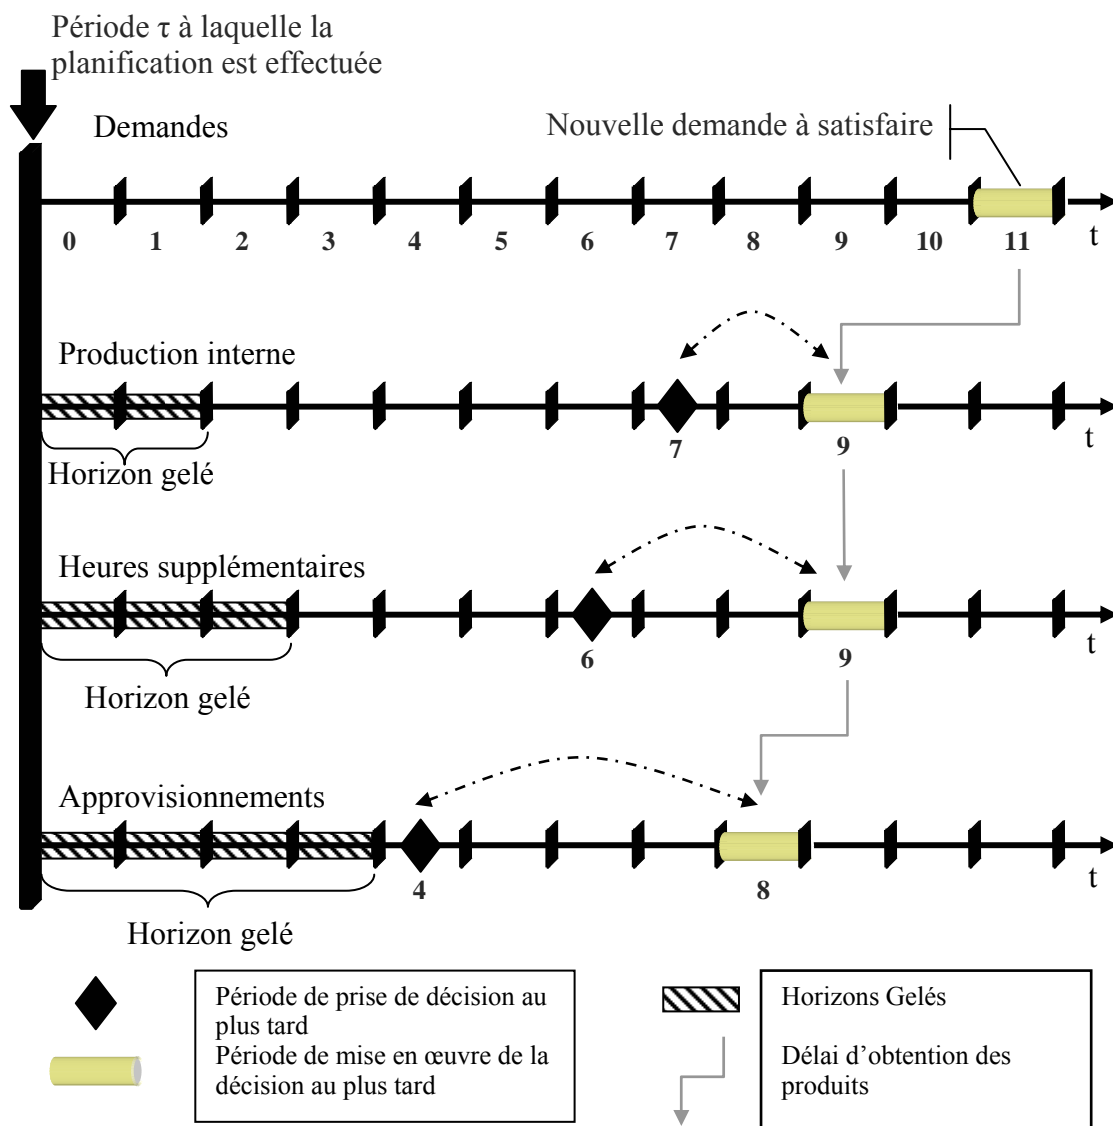 Période τ à laquelle la
planification est effectuée
Demandes
Nouvelle demande à satisfaire
0 1 2 3 4 5 6 7 8 9 10 11 t
Production interne
7 9 t
Horizon gelé
Heures supplémentaires
6 9 t
Horizon gelé
Approvisionnements
4 8 t
Horizon gelé
Période de prise de décision au
plus tard
Période de mise en œuvre de la
décision au plus tard
Horizons Gelés
Délai d’obtention des
produits